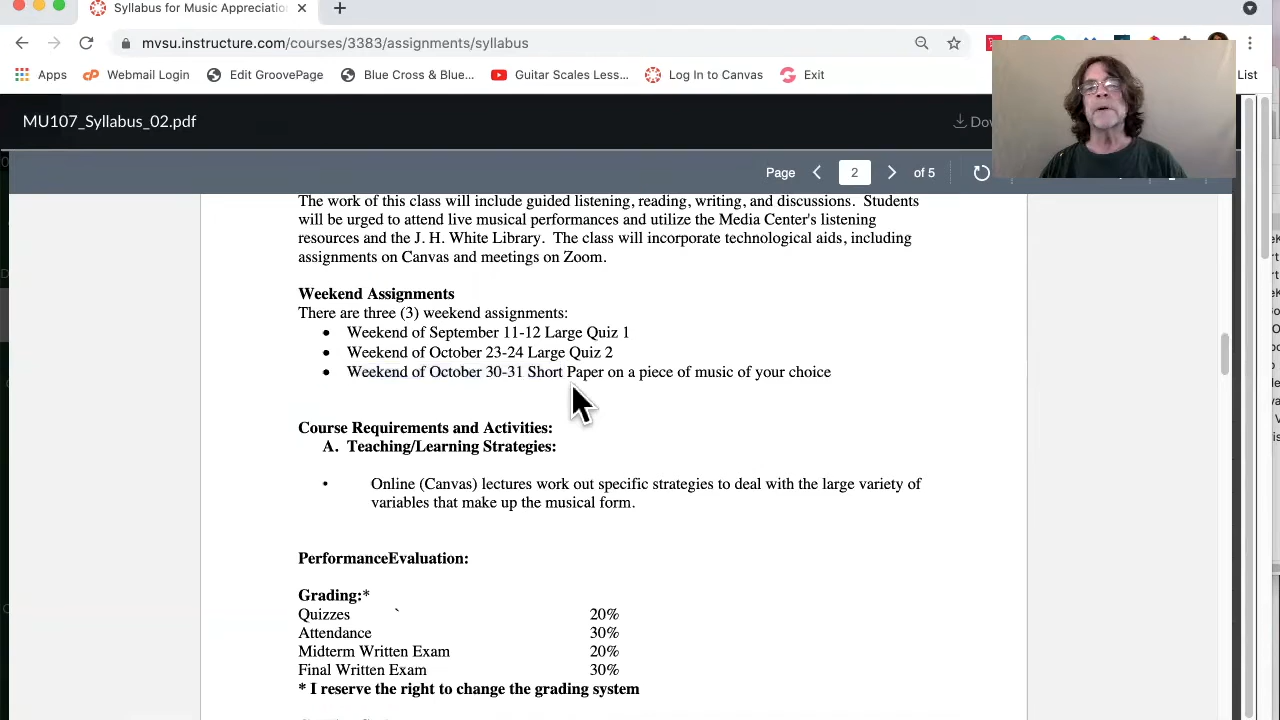 Syllabus for Music Appreciatio
mvsu.instructure.com/courses/3383/assignments/syllabus
Apps
Webmail Login
Edit GroovePage
Blue Cross & Blue...
Guitar Scales Less...
Log In to Canvas
Exit
List
MU107_Syllabus_02.pdf
Page 2 of 5
The work of this class will include guided listening, reading, writing, and discussions. Students
will be urged to attend live musical performances and utilize the Media Center's listening
resources and the J. H. White Library. The class will incorporate technological aids, including
assignments on Canvas and meetings on Zoom.
Weekend Assignments
There are three (3) weekend assignments:
• Weekend of September 11-12 Large Quiz 1
• Weekend of October 23-24 Large Quiz 2
• Weekend of October 30-31 Short Paper on a piece of music of your choice
Course Requirements and Activities:
A. Teaching/Learning Strategies:
• Online (Canvas) lectures work out specific strategies to deal with the large variety of
variables that make up the musical form.
PerformanceEvaluation:
Grading:*
Quizzes ` 20%
Attendance 30%
Midterm Written Exam 20%
Final Written Exam 30%
* I reserve the right to change the grading system